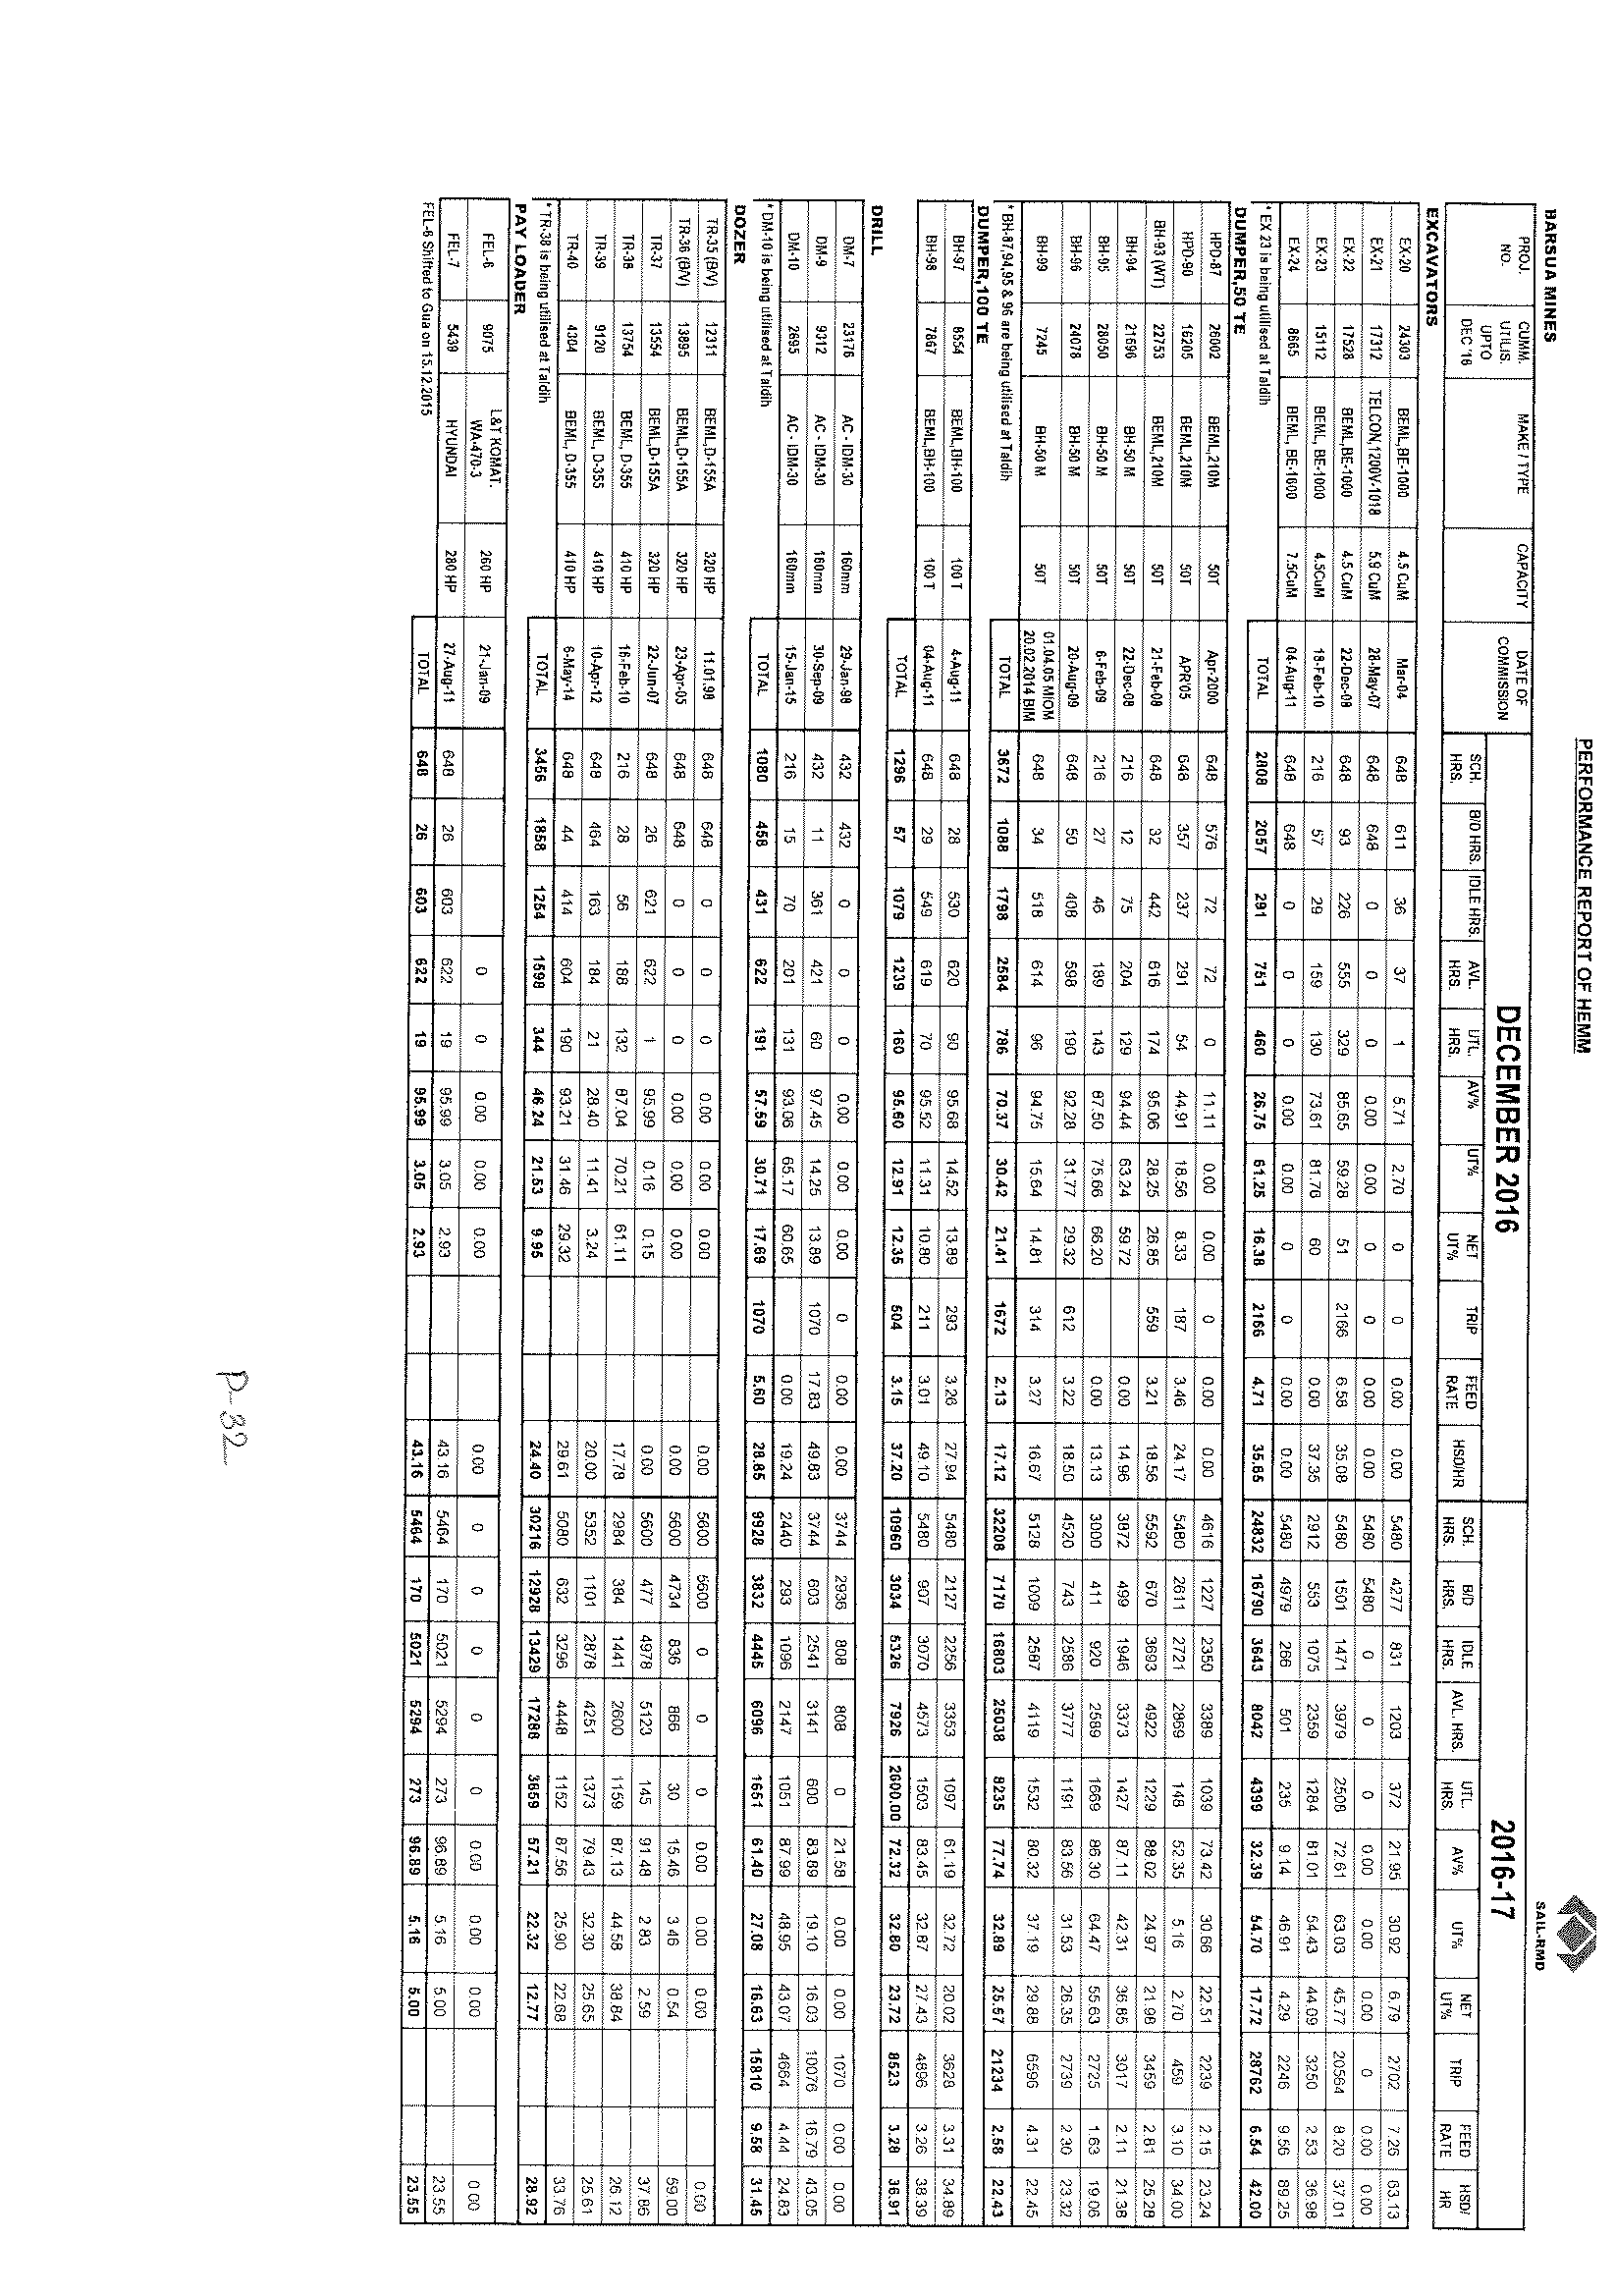 PERFORMANCE REPORT OF HEMM
SAIL-RMD
BARSUA MINES
PROJ. NO. CUMM. UTILIS. UPTO DEC '16 MAKE / TYPE CAPACITY DATE OF COMMISSION DECEMBER 2016 2016-17
SCH. HRS. B/D HRS. IDLE HRS. AVL. HRS. UTL. HRS. AV% UT% NET UT% TRIP FEED RATE HSD/HR SCH. HRS. B/D HRS. IDLE HRS. AVL. HRS. UTL. HRS. AV% UT% NET UT% TRIP FEED RATE HSD/ HR
EXCAVATORS
EX-20 24303 BEML,BE-1000 4.5 CuM Mar-04 648 611 36 37 1 5.71 2.70 0 0 0.00 0.00 5480 4277 831 1203 372 21.95 30.92 6.79 2702 7.26 63.13
EX-21 17312 TELCON,1200V-1018 5.9 CuM 28-May-07 648 648 0 0 0 0.00 0.00 0 0 0.00 0.00 5480 5480 0 0 0 0.00 0.00 0.00 0 0.00 0.00
EX-22 17528 BEML,BE-1000 4.5 CuM 22-Dec-08 648 93 226 555 329 85.65 59.28 51 2166 6.58 35.08 5480 1501 1471 3979 2508 72.61 63.03 45.77 20564 8.20 37.01
EX-23 15112 BEML, BE-1000 4.5CuM 18-Feb-10 216 57 29 159 130 73.61 81.76 60 0.00 37.35 2912 553 1075 2359 1284 81.01 54.43 44.09 3250 2.53 36.98
EX-24 8665 BEML, BE-1600 7.5CuM 04-Aug-11 648 648 0 0 0 0.00 0.00 0 0 0.00 0.00 5480 4979 266 501 235 9.14 46.91 4.29 2246 9.56 89.25
* EX 23 is being utilised at Taldih TOTAL 2808 2057 291 751 460 26.75 61.25 16.38 2166 4.71 35.65 24832 16790 3643 8042 4399 32.39 54.70 17.72 28762 6.54 42.00
DUMPER,50 TE
HPD-87 26002 BEML,210M 50T Apr-2000 648 576 72 72 0 11.11 0.00 0.00 0 0.00 0.00 4616 1227 2350 3389 1039 73.42 30.66 22.51 2239 2.15 23.24
HPD-90 16205 BEML,210M 50T APR'05 648 357 237 291 54 44.91 18.56 8.33 187 3.46 24.17 5480 2611 2721 2869 148 52.35 5.16 2.70 459 3.10 34.00
BH-93 (WT) 22753 BEML,210M 50T 21-Feb-08 648 32 442 616 174 95.06 28.25 26.85 559 3.21 18.56 5592 670 3693 4922 1229 88.02 24.97 21.98 3459 2.81 25.28
BH-94 21596 BH-50 M 50T 22-Dec-08 216 12 75 204 129 94.44 63.24 59.72 0.00 14.96 3872 499 1946 3373 1427 87.11 42.31 36.85 3017 2.11 21.38
BH-95 28050 BH-50 M 50T 6-Feb-09 216 27 46 189 143 87.50 75.66 66.20 0.00 13.13 3000 411 920 2589 1669 86.30 64.47 55.63 2725 1.63 19.06
BH-96 24078 BH-50 M 50T 20-Aug-09 648 50 408 598 190 92.28 31.77 29.32 612 3.22 18.50 4520 743 2586 3777 1191 83.56 31.53 26.35 2739 2.30 23.32
BH-99 7245 BH-50 M 50T 01.04.05 MIOM 20.02.2014 BIM 648 34 518 614 96 94.75 15.64 14.81 314 3.27 16.67 5128 1009 2587 4119 1532 80.32 37.19 29.88 6596 4.31 22.45
* BH-87,94,95 & 96 are being utilised at Taldih TOTAL 3672 1088 1798 2584 786 70.37 30.42 21.41 1672 2.13 17.12 32208 7170 16803 25038 8235 77.74 32.89 25.57 21234 2.58 22.43
DUMPER,100 TE
BH-97 8554 BEML,BH-100 100 T 4-Aug-11 648 28 530 620 90 95.68 14.52 13.89 293 3.26 27.94 5480 2127 2256 3353 1097 61.19 32.72 20.02 3628 3.31 34.89
BH-98 7867 BEML,BH-100 100 T 04-Aug-11 648 29 549 619 70 95.52 11.31 10.80 211 3.01 49.10 5480 907 3070 4573 1503 83.45 32.87 27.43 4896 3.26 38.39
TOTAL 1296 57 1079 1239 160 95.60 12.91 12.35 504 3.15 37.20 10960 3034 5326 7926 2600.00 72.32 32.80 23.72 8523 3.28 36.91
DRILL
DM-7 23176 AC - IDM-30 160mm 29-Jan-98 432 432 0 0 0 0.00 0.00 0.00 0 0.00 0.00 3744 2936 808 808 0 21.58 0.00 0.00 1070 0.00 0.00
DM-9 9312 AC - IDM-30 160mm 30-Sep-09 432 11 361 421 60 97.45 14.25 13.89 1070 17.83 49.83 3744 603 2541 3141 600 83.89 19.10 16.03 10076 16.79 43.05
DM-10 2695 AC - IDM-30 160mm 15-Jan-15 216 15 70 201 131 93.06 65.17 60.65 0.00 19.24 2440 293 1096 2147 1051 87.99 48.95 43.07 4664 4.44 24.83
* DM-10 is being utilised at Taldih TOTAL 1080 458 431 622 191 57.59 30.71 17.69 1070 5.60 28.85 9928 3832 4445 6096 1651 61.40 27.08 16.63 15810 9.58 31.45
DOZER
TR-35 (B/V) 12311 BEML,D-155A 320 HP 11.01.98 648 648 0 0 0 0.00 0.00 0.00 0.00 5600 5600 0 0 0 0.00 0.00 0.00 0.00
TR-36 (B/V) 13895 BEML,D-155A 320 HP 23-Apr-05 648 648 0 0 0 0.00 0.00 0.00 0.00 5600 4734 836 866 30 15.46 3.46 0.54 59.00
TR-37 13554 BEML,D-155A 320 HP 22-Jun-07 648 26 621 622 1 95.99 0.16 0.15 0.00 5600 477 4978 5123 145 91.48 2.83 2.59 37.86
TR-38 13754 BEML, D-355 410 HP 16-Feb-10 216 28 56 188 132 87.04 70.21 61.11 17.78 2984 384 1441 2600 1159 87.13 44.58 38.84 26.12
TR-39 9120 BEML, D-355 410 HP 10-Apr-12 648 464 163 184 21 28.40 11.41 3.24 20.00 5352 1101 2878 4251 1373 79.43 32.30 25.65 25.61
TR-40 4304 BEML, D-355 410 HP 6-May-14 648 44 414 604 190 93.21 31.46 29.32 29.61 5080 632 3296 4448 1152 87.56 25.90 22.68 33.76
* TR-38 is being utilised at Taldih TOTAL 3456 1858 1254 1598 344 46.24 21.53 9.95 24.40 30216 12928 13429 17288 3859 57.21 22.32 12.77 28.92
PAY LOADER
FEL-6 9075 L&T KOMAT. WA-470-3 260 HP 21-Jan-09 0 0 0.00 0.00 0.00 0.00 0 0 0 0 0 0.00 0.00 0.00 0.00
FEL-7 5439 HYUNDAI 280 HP 27-Aug-11 648 26 603 622 19 95.99 3.05 2.93 43.16 5464 170 5021 5294 273 96.89 5.16 5.00 23.55
FEL-6 Shifted to Gua on 15.12.2015 TOTAL 648 26 603 622 19 95.99 3.05 2.93 43.16 5464 170 5021 5294 273 96.89 5.16 5.00 23.55
P-32